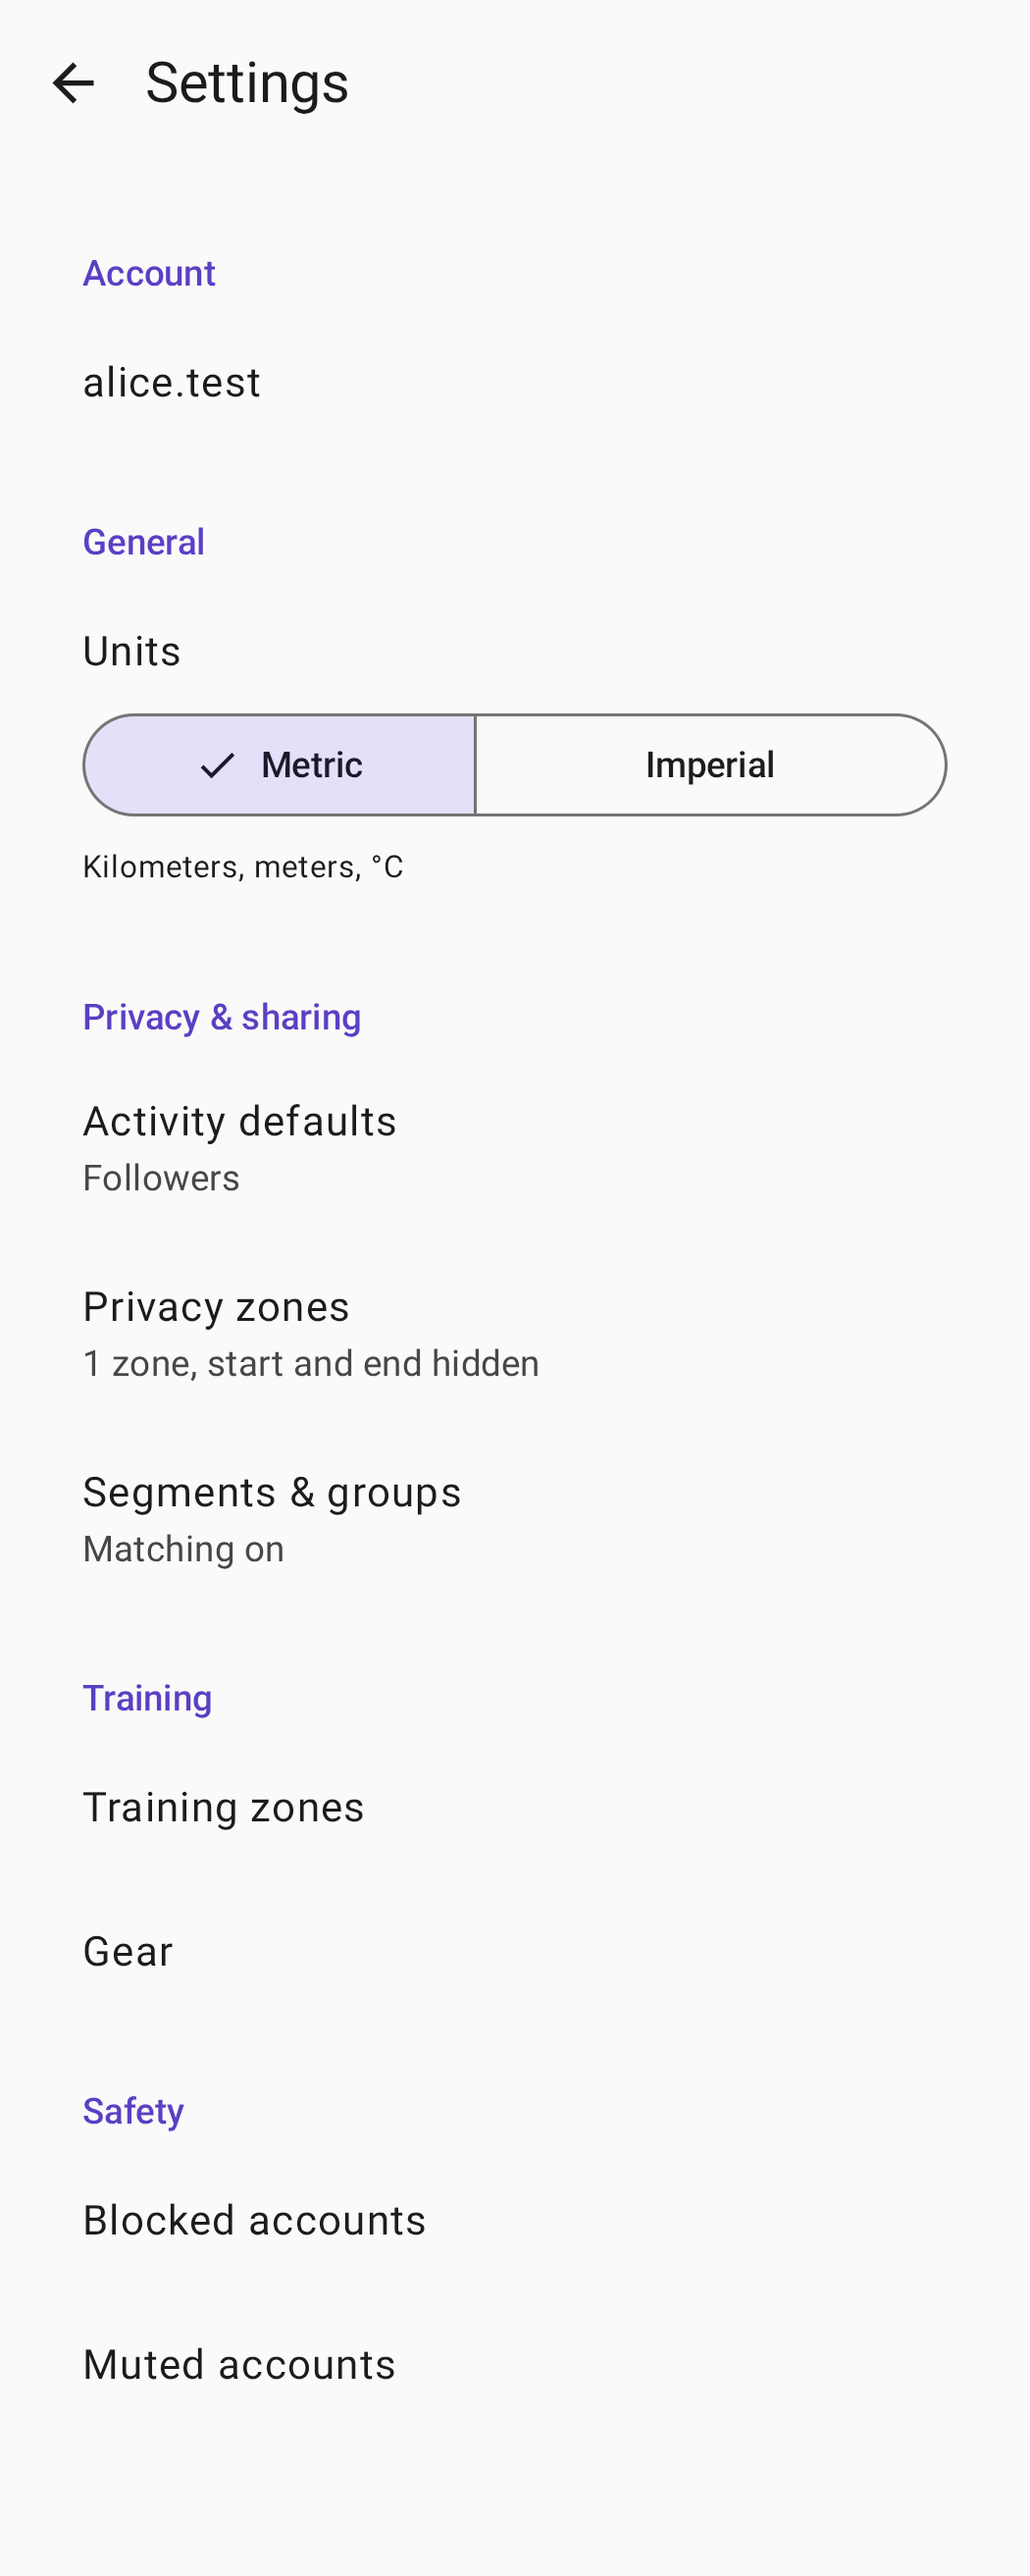 Settings
Account
alice.test
General
Units
Metric
Imperial
Kilometers, meters, °C
Privacy & sharing
Activity defaults
Followers
Privacy zones
1 zone, start and end hidden
Segments & groups
Matching on
Training
Training zones
Gear
Safety
Blocked accounts
Muted accounts